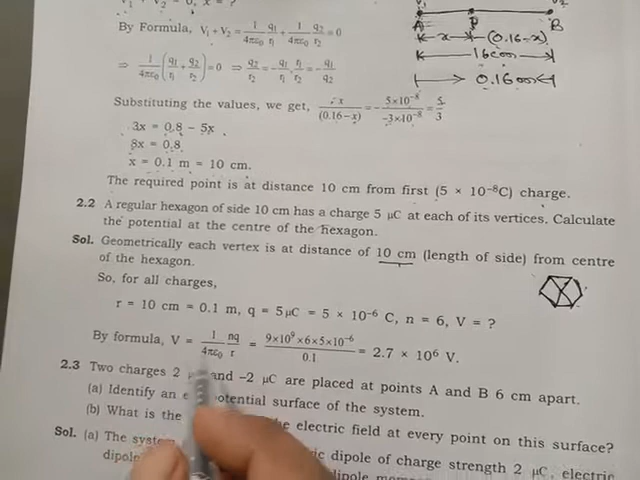 V₁ + V₂ = 0, x = ?
By Formula, V₁ + V₂ = 1/4πε₀ q₁/r₁ + 1/4πε₀ q₂/r₂ = 0
⇒ 1/4πε₀ (q₁/r₁ + q₂/r₂) = 0 ⇒ q₂/r₂ = -q₁/r₁, r₁/r₂ = -q₁/q₂
A P B
x (0.16-x)
16cm
0.16cm
Substituting the values, we get, x/(0.16 – x) = - 5×10⁻⁸/-3×10⁻⁸ = 5/3
3x = 0.8 – 5x
8x = 0.8
x = 0.1 m = 10 cm.
The required point is at distance 10 cm from first (5 × 10⁻⁸C) charge.
2.2 A regular hexagon of side 10 cm has a charge 5 µC at each of its vertices. Calculate
the potential at the centre of the hexagon.
Sol. Geometrically each vertex is at distance of 10 cm (length of side) from centre
of the hexagon.
So, for all charges,
r = 10 cm = 0.1 m, q = 5µC = 5 × 10⁻⁶ C, n = 6, V = ?
By formula, V = 1/4πε₀ nq/r = 9×10⁹×6×5×10⁻⁶/0.1 = 2.7 × 10⁶ V.
2.3 Two charges 2 and –2 µC are placed at points A and B 6 cm apart.
(a) Identify an potential surface of the system.
(b) What is the the electric field at every point on this surface?
Sol. (a) The dipole of charge strength 2 µC, electric
dipole